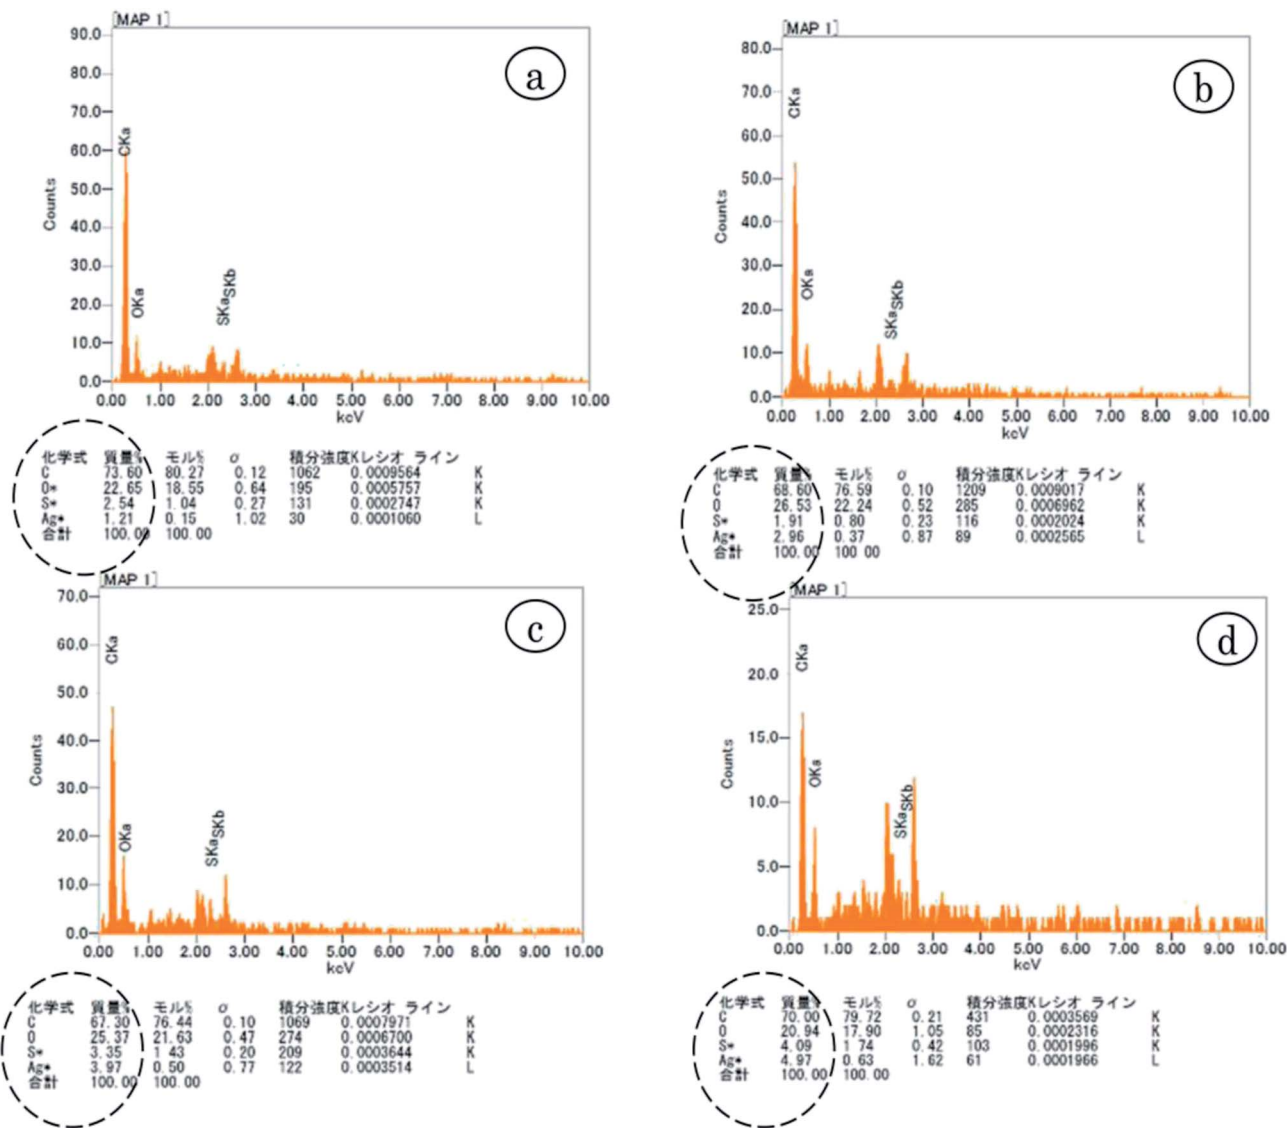 [MAP 1]
a
90.0
80.0
70.0
60.0
50.0
40.0
30.0
20.0
10.0
0.0
Counts
CKa
OKa
SKa
SKb
0.00 1.00 2.00 3.00 4.00 5.00 6.00 7.00 8.00 9.00 10.00
keV
化学式 質量% モル% σ 積分強度 Kレシオ ライン
C 73.60 80.27 0.12 1062 0.0009564 K
O* 22.65 18.55 0.64 195 0.0005757 K
S* 2.54 1.04 0.27 131 0.0002747 K
Ag* 1.21 0.15 1.02 30 0.0001060 L
合計 100.00 100.00
[MAP 1]
b
80.0
70.0
60.0
50.0
40.0
30.0
20.0
10.0
0.0
Counts
CKa
OKa
SKa
SKb
0.00 1.00 2.00 3.00 4.00 5.00 6.00 7.00 8.00 9.00 10.00
keV
化学式 質量% モル% σ 積分強度 Kレシオ ライン
C 68.60 76.59 0.10 1209 0.0009017 K
O 26.53 22.24 0.52 285 0.0006962 K
S* 1.91 0.80 0.23 116 0.0002024 K
Ag* 2.96 0.37 0.87 89 0.0002565 L
合計 100.00 100 00
[MAP 1]
c
70.0
60.0
50.0
40.0
30.0
20.0
10.0
0.0
Counts
CKa
OKa
SKa
SKb
0.00 1.00 2.00 3.00 4.00 5.00 6.00 7.00 8.00 9.00 10.00
keV
化学式 質量% モル% σ 積分強度 Kレシオ ライン
C 67.30 76.44 0.10 1069 0.0007971 K
O 25.37 21.63 0.47 274 0.0006700 K
S* 3.35 1 43 0.20 209 0.0003644 K
Ag* 3.97 0.50 0.77 122 0.0003514 L
合計 100.00 100.00
[MAP 1]
d
25.0
20.0
15.0
10.0
5.0
0.0
Counts
CKa
OKa
SKa
SKb
0.00 1.00 2.00 3.00 4.00 5.00 6.00 7.00 8.00 9.00 10.00
keV
化学式 質量% モル% σ 積分強度 Kレシオ ライン
C 70.00 79.72 0.21 431 0.0003569 K
O 20.94 17.90 1.05 85 0.0002316 K
S* 4.09 1 74 0.42 103 0.0001996 K
Ag* 4.97 0.63 1.62 61 0.0001966 L
合計 100.00 100.00